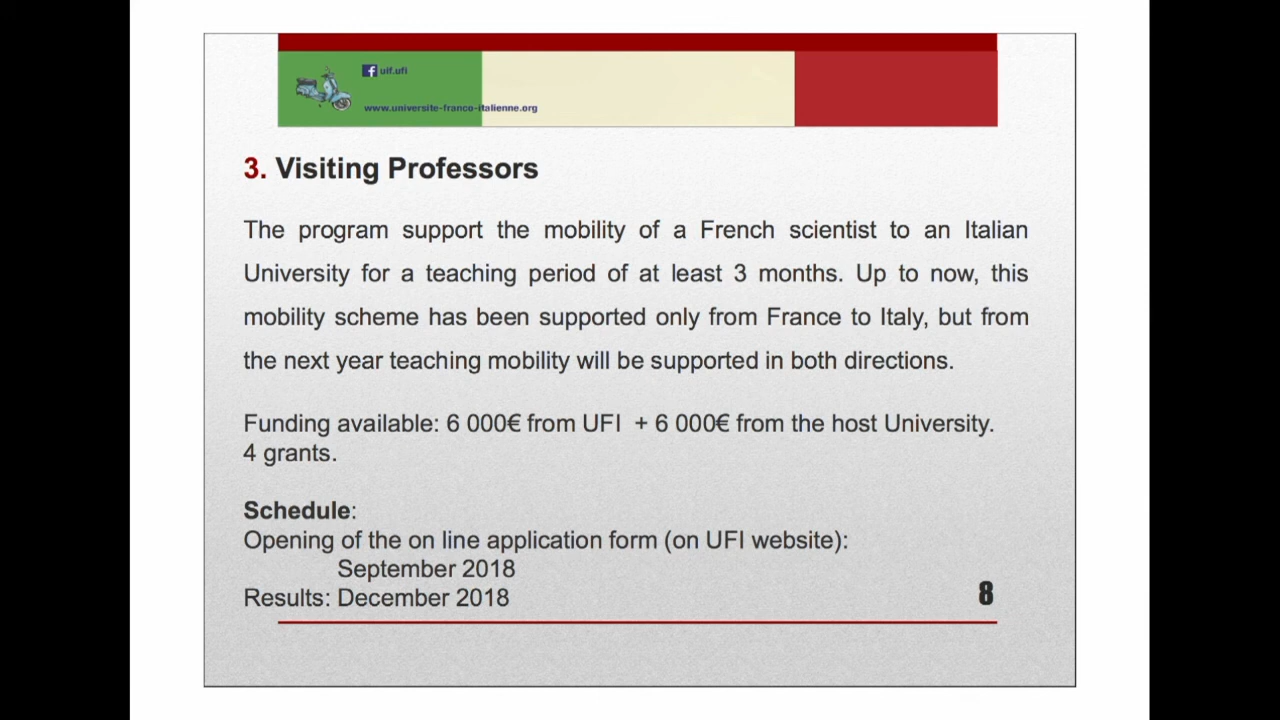 uif.ufi
www.universite-franco-italienne.org
3. Visiting Professors
The program support the mobility of a French scientist to an Italian
University for a teaching period of at least 3 months. Up to now, this
mobility scheme has been supported only from France to Italy, but from
the next year teaching mobility will be supported in both directions.
Funding available: 6 000€ from UFI + 6 000€ from the host University.
4 grants.
Schedule:
Opening of the on line application form (on UFI website):
September 2018
Results: December 2018
8